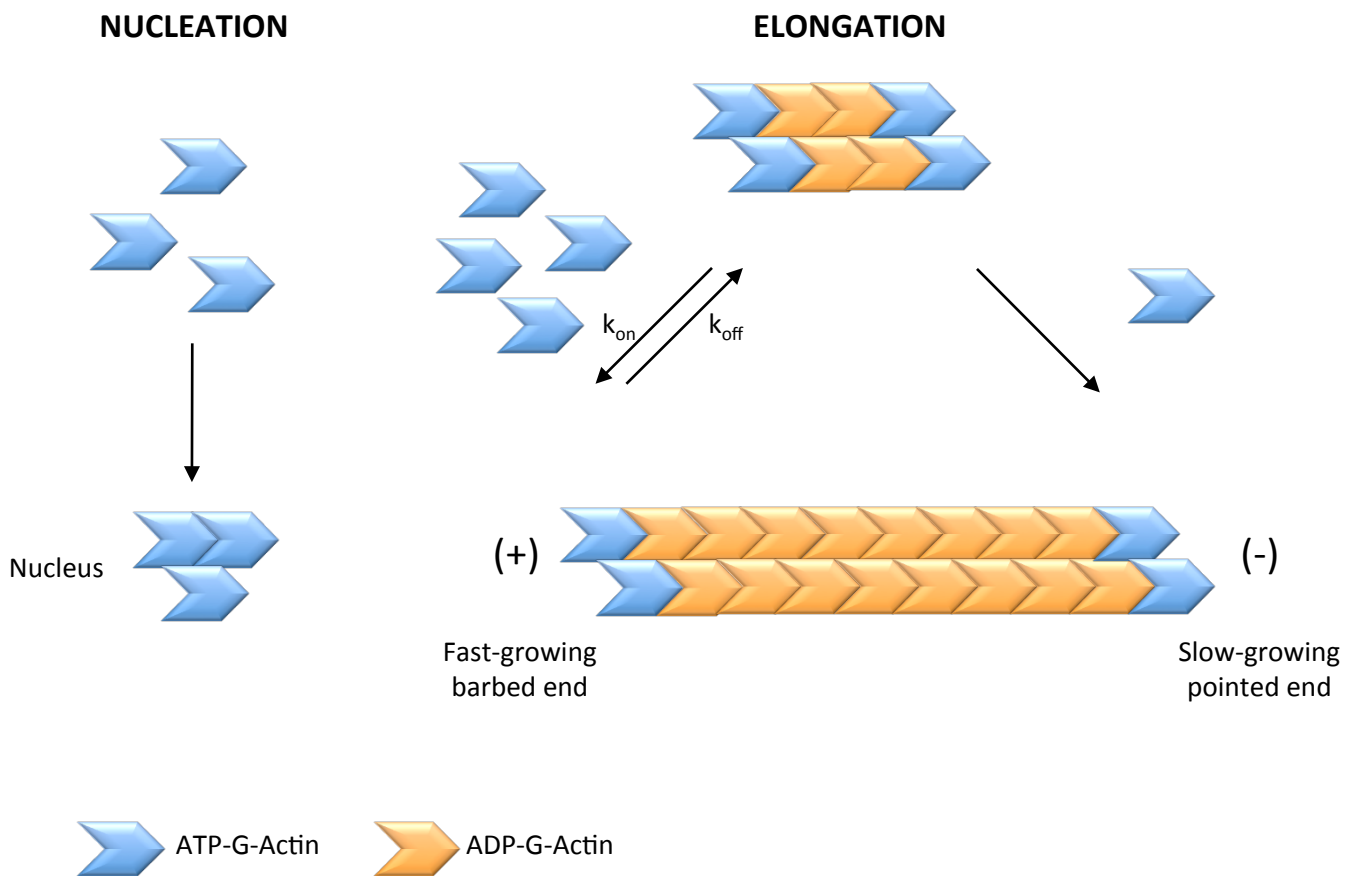 NUCLEATION
ELONGATION
kon
koff
Nucleus
(+)
(-)
Fast-growing
barbed end
Slow-growing
pointed end
ATP-G-Actin
ADP-G-Actin